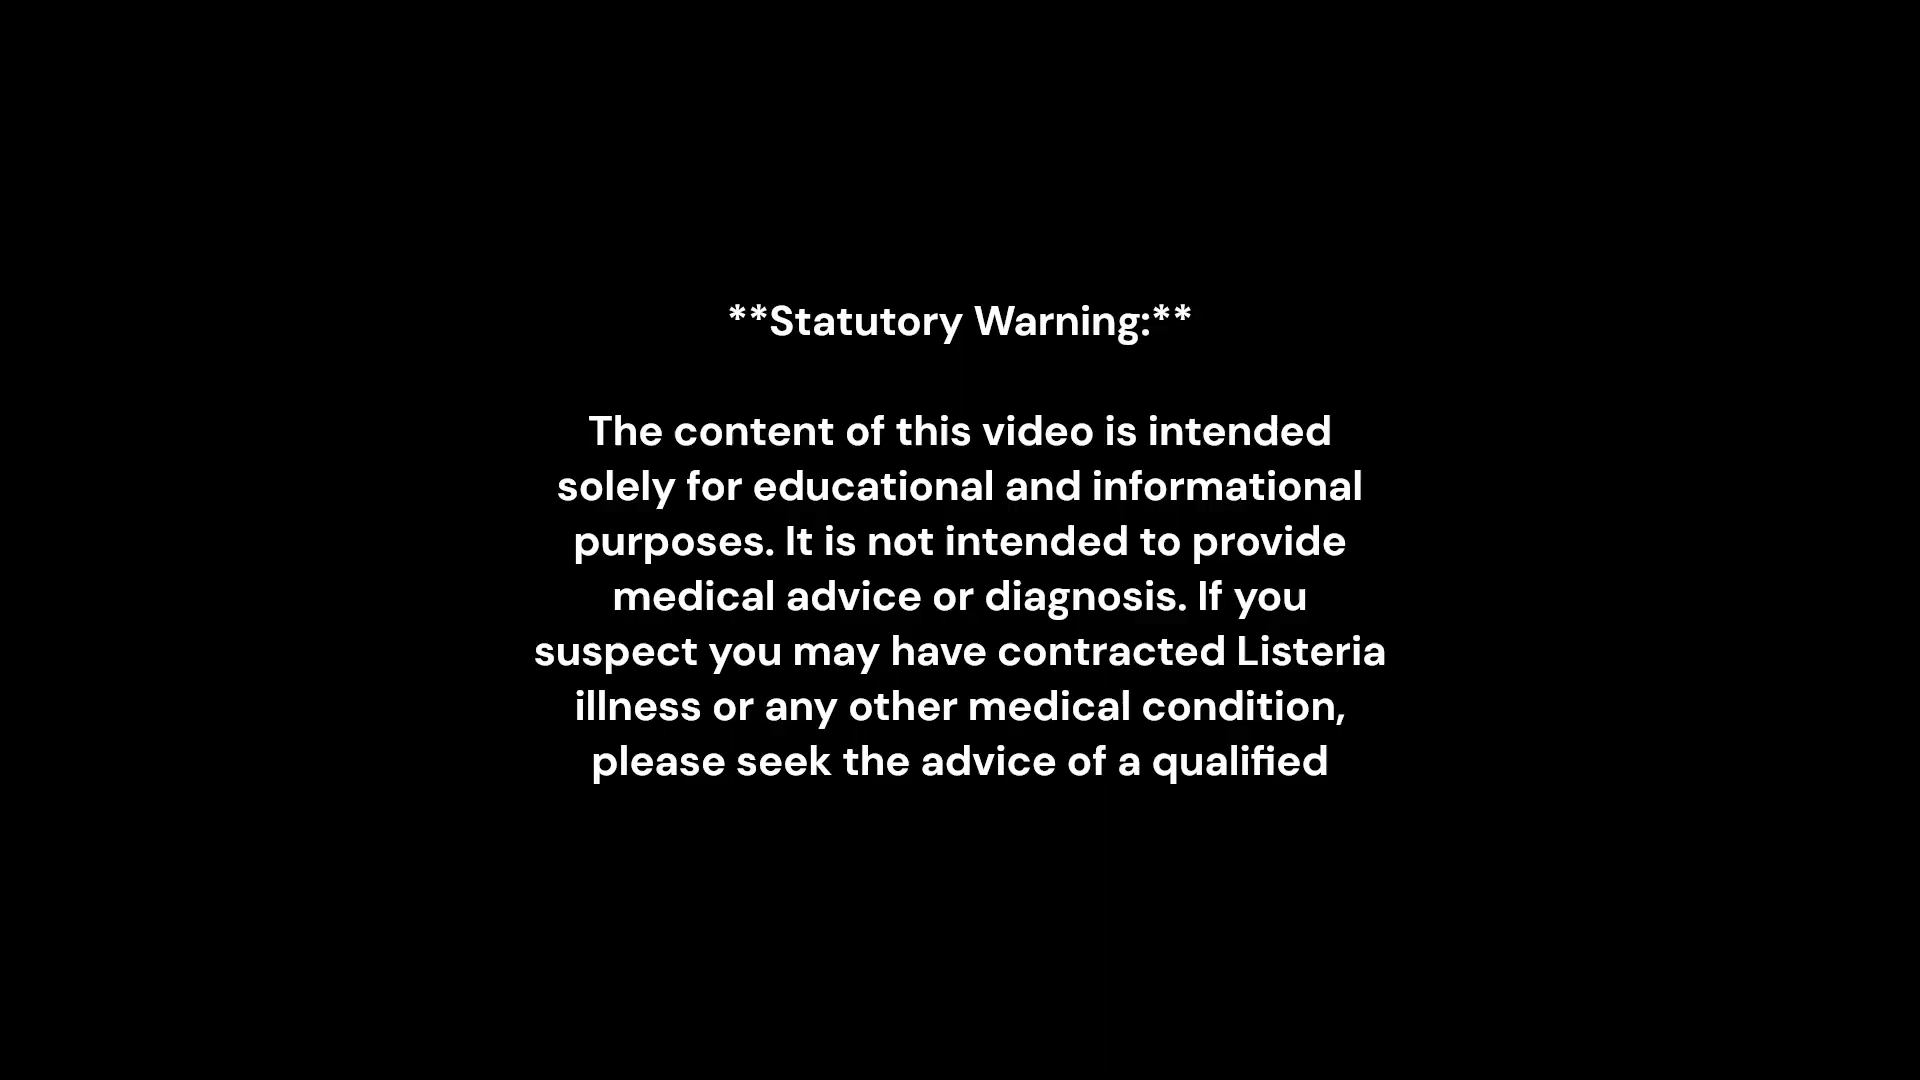 **Statutory Warning:**
The content of this video is intended
solely for educational and informational
purposes. It is not intended to provide
medical advice or diagnosis. If you
suspect you may have contracted Listeria
illness or any other medical condition,
please seek the advice of a qualified